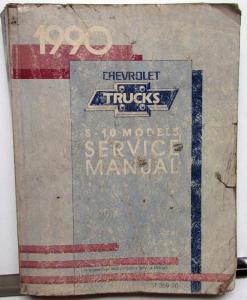 1990
CHEVROLET
TRUCKS
S-10 MODELS
SERVICE
MANUAL